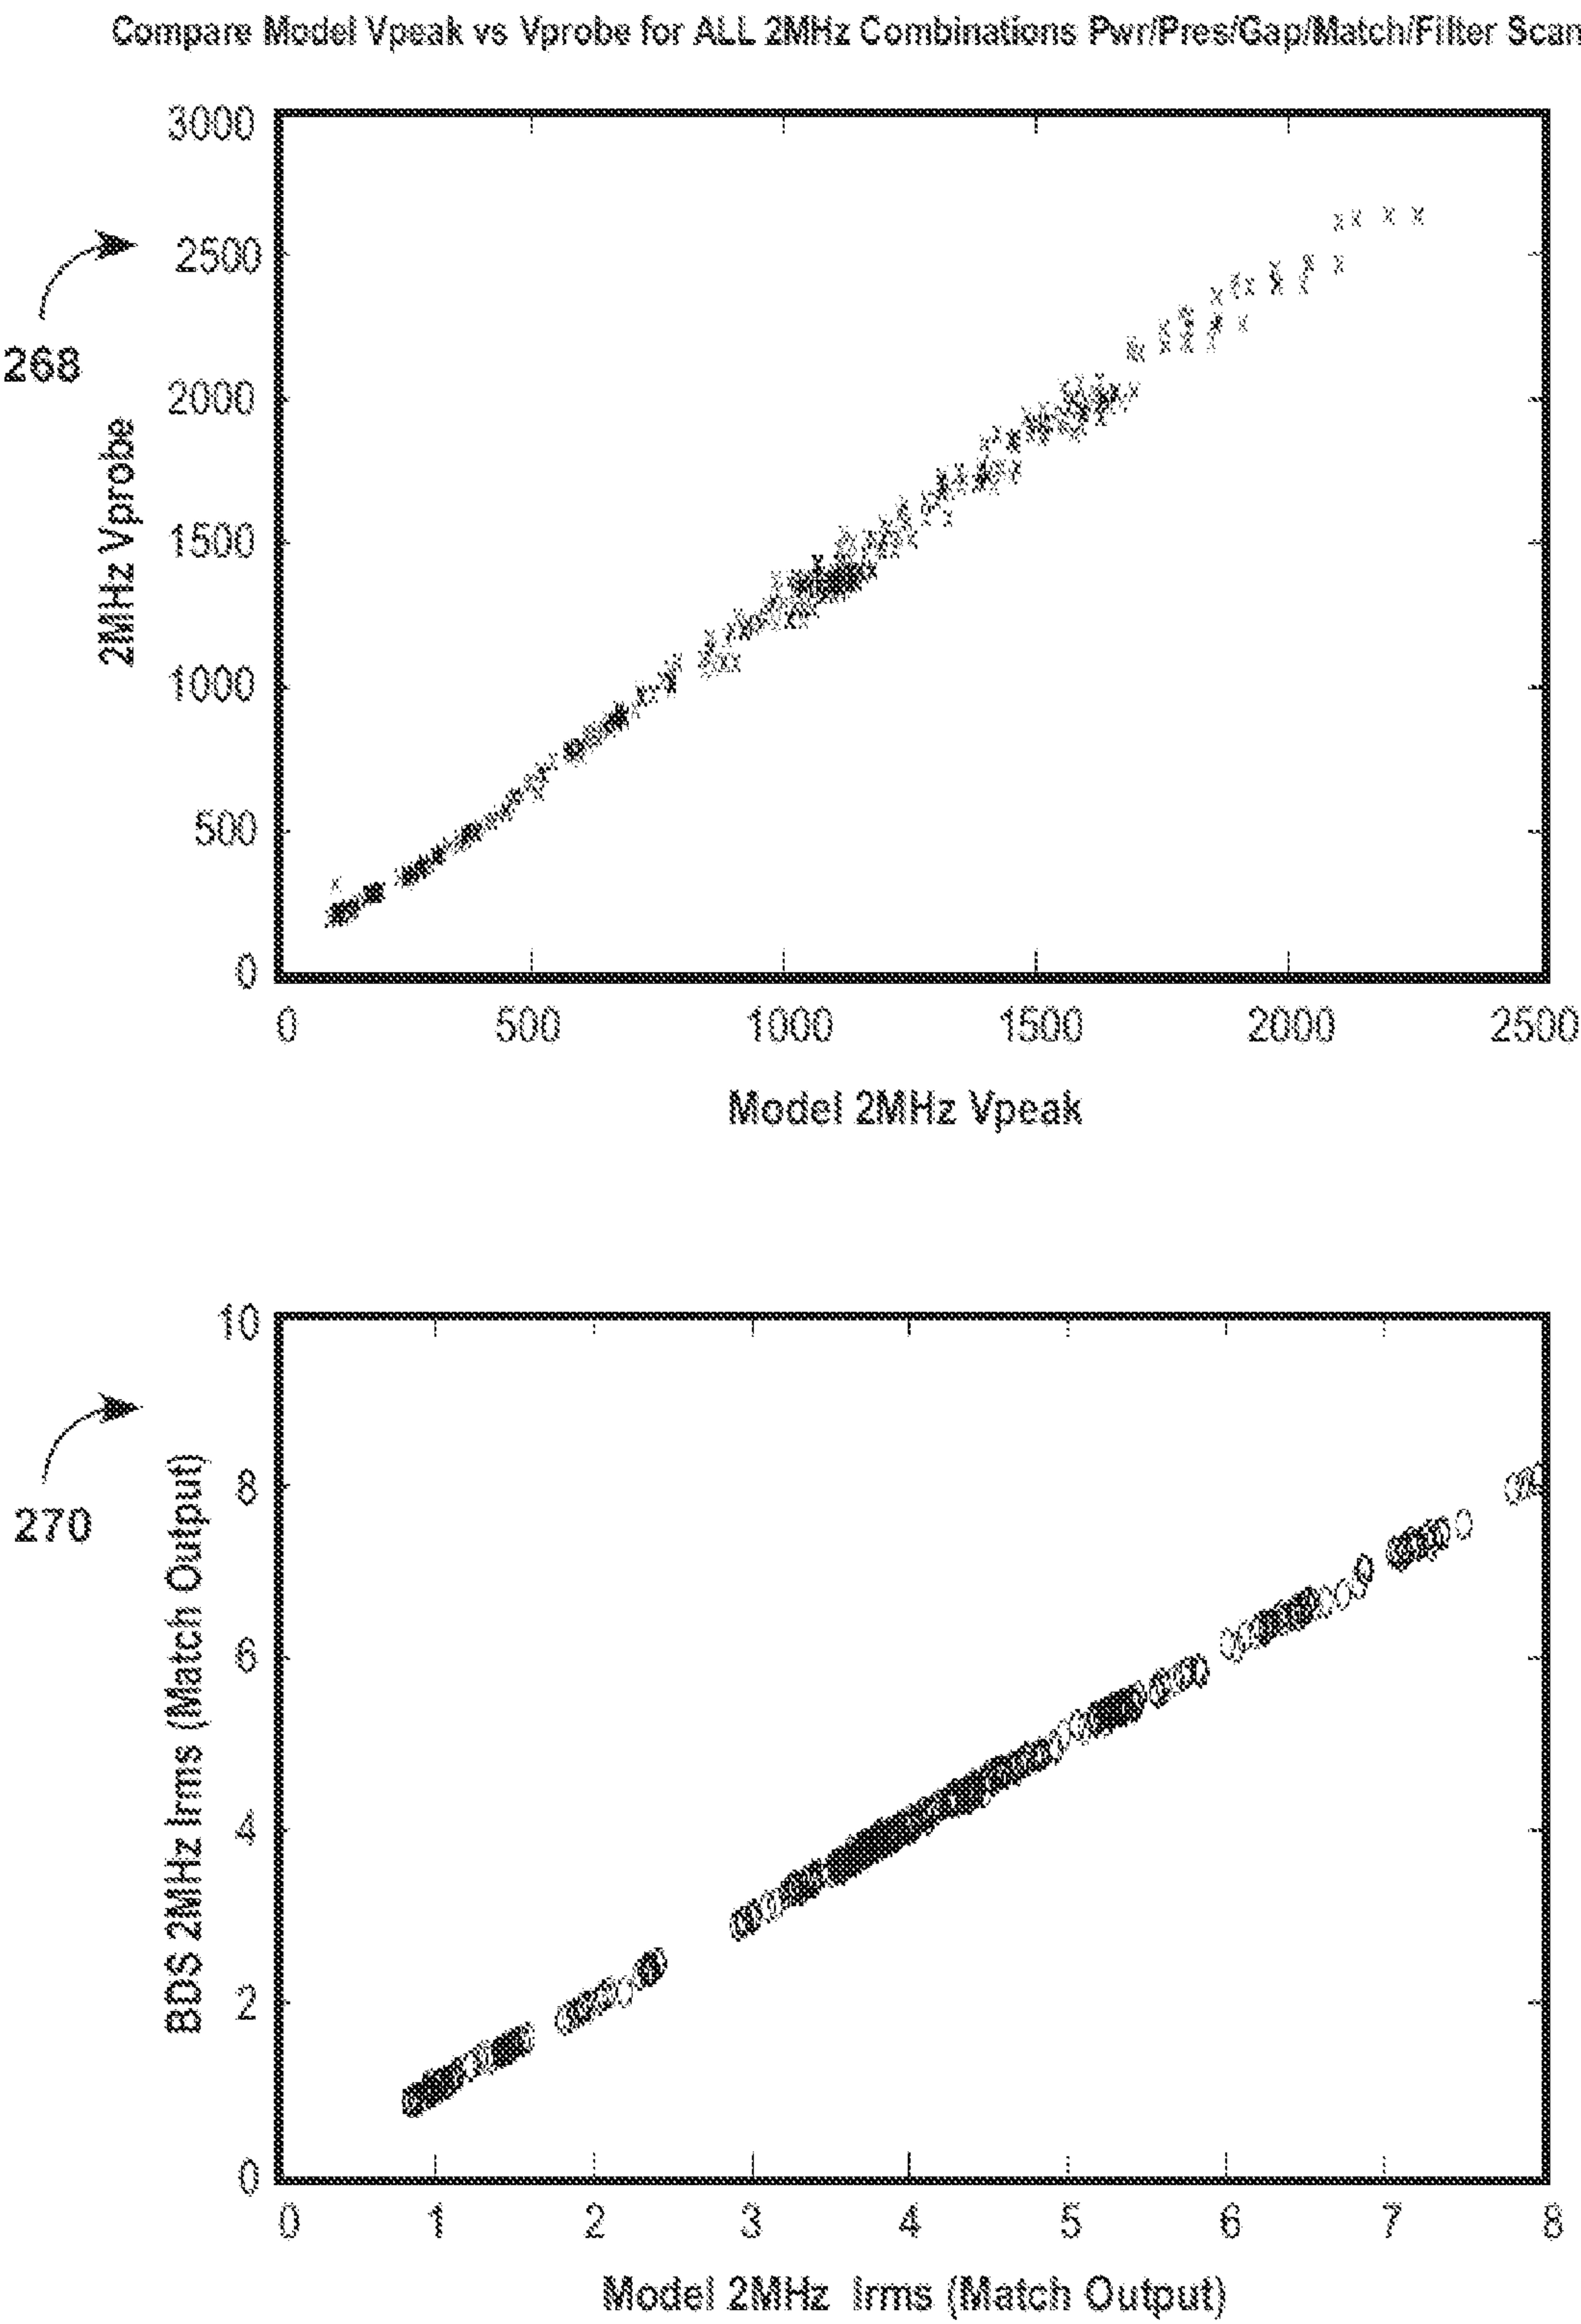 Compare Model Vpeak vs Vprobe for ALL 2MHz Combinations Pwr/Pres/Gap/Match/Filter Scan
268
2MHz Vprobe
3000
2500
2000
1500
1000
500
0
0 500 1000 1500 2000 2500
Model 2MHz Vpeak
270
BDS 2MHz Irms (Match Output)
10
8
6
4
2
0
0 1 2 3 4 5 6 7 8
Model 2MHz Irms (Match Output)